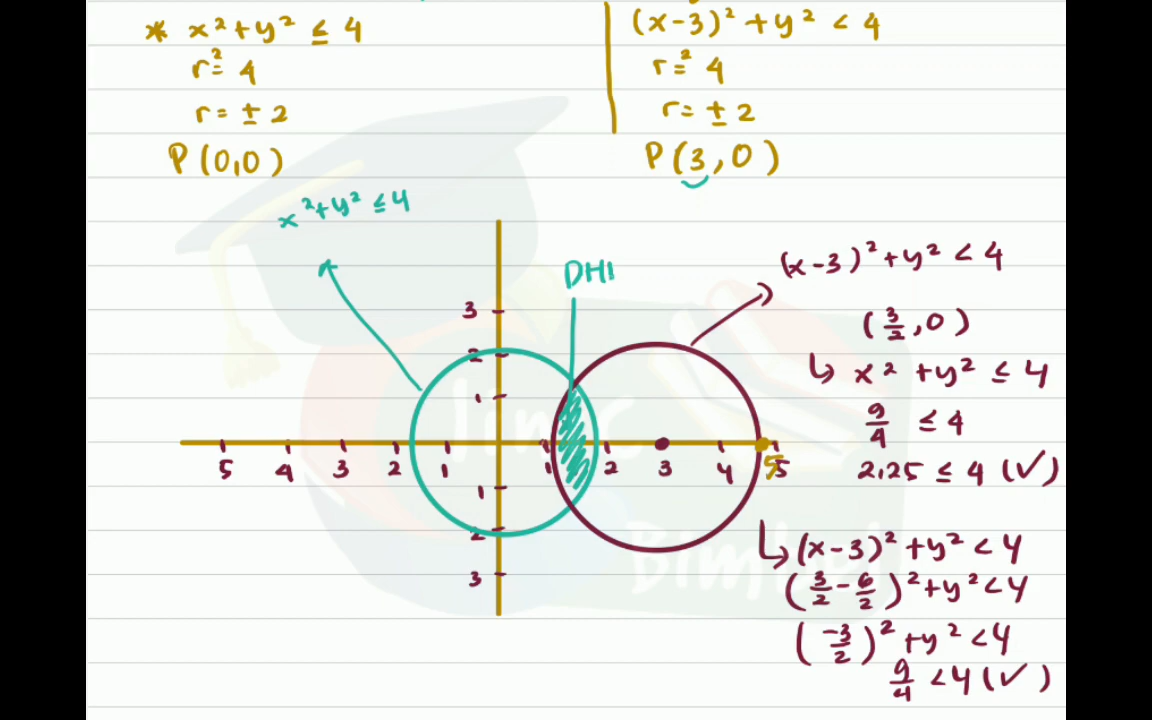 * x² + y² ≤ 4
r² = 4
r = ± 2
P (0,0)
(x-3)² + y² < 4
r² = 4
r = ± 2
P (3,0)
x² + y² ≤ 4
DHP
(x-3)² + y² < 4
3
2
1
5 4 3 2 1 1 2 3 4 5 5
1
2
3
(3/2, 0)
↳ x² + y² ≤ 4
9/4 ≤ 4
2,25 ≤ 4 (✓)
↳ (x-3)² + y² < 4
(3/2 - 6/2)² + y² < 4
(-3/2)² + y² < 4
9/4 < 4 (✓)
Bimbel